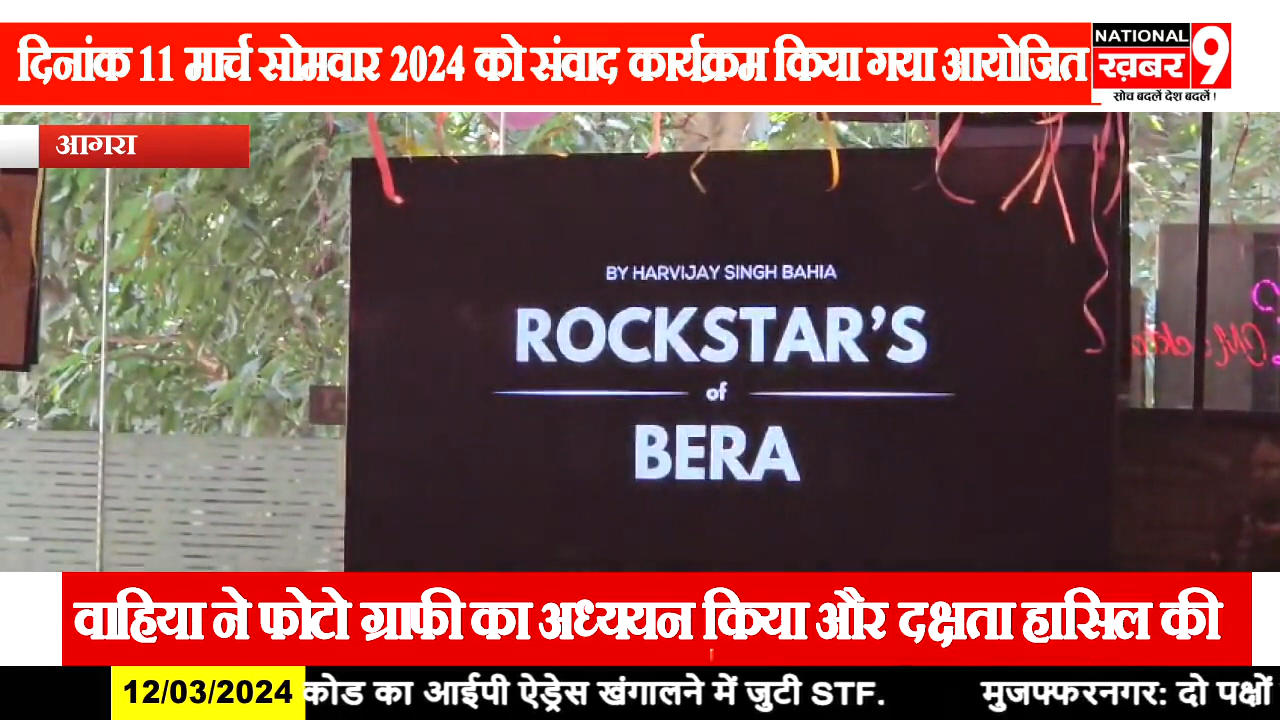 दिनांक 11 मार्च सोमवार 2024 को संवाद कार्यक्रम किया गया आयोजित
NATIONAL
ख़बर 9
सोच बदलें देश बदलें !
आगरा
BY HARVIJAY SINGH BAHIA
ROCKSTAR'S
of
BERA
वाहिया ने फोटो ग्राफी का अध्ययन किया और दक्षता हासिल की
12/03/2024 कोड का आईपी ऐड्रेस खंगालने में जुटी STF. मुजफ्फरनगर: दो पक्षों